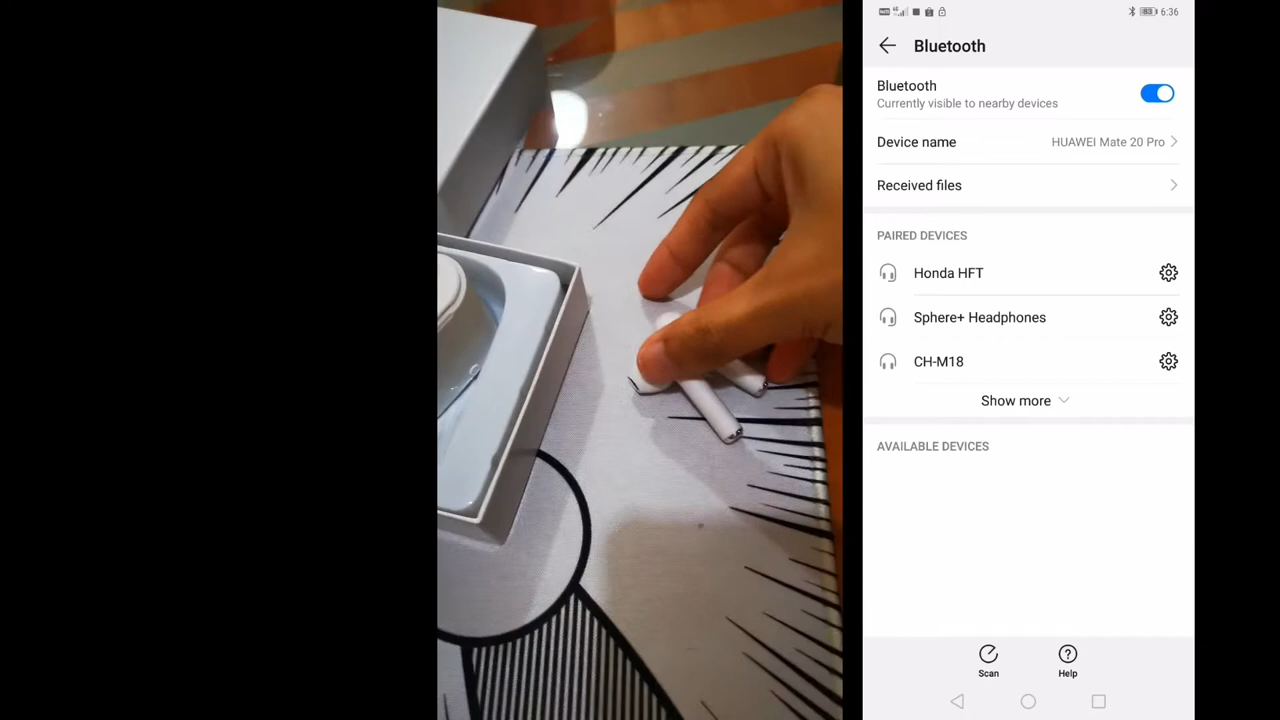 6:36
Bluetooth
Bluetooth
Currently visible to nearby devices
Device name
HUAWEI Mate 20 Pro
Received files
PAIRED DEVICES
Honda HFT
Sphere+ Headphones
CH-M18
Show more
AVAILABLE DEVICES
Scan
Help